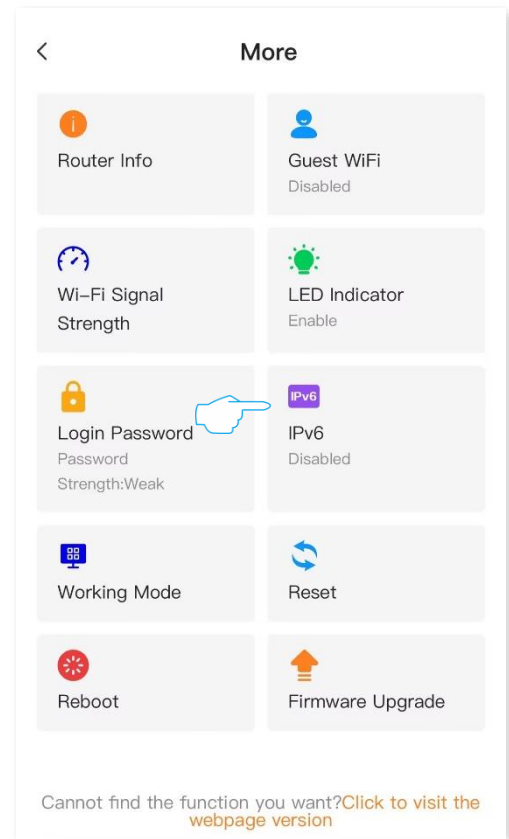 More
Router Info
Guest WiFi
Disabled
Wi-Fi Signal
Strength
LED Indicator
Enable
Login Password
Password
Strength:Weak
IPv6
IPv6
Disabled
Working Mode
Reset
Reboot
Firmware Upgrade
Cannot find the function you want?Click to visit the
webpage version